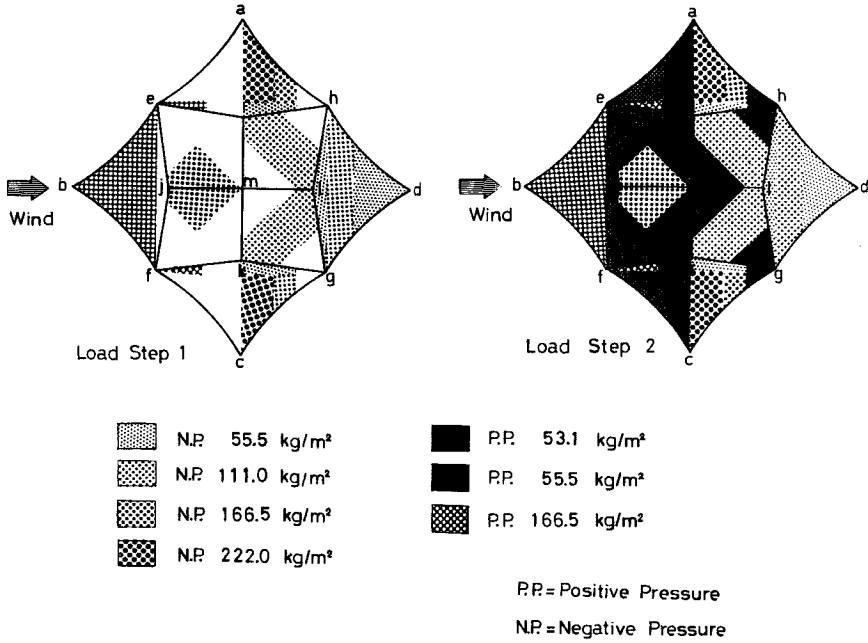 a
a
e
h
e
h
b
j
m
l
d
b
l
d
Wind
Wind
f
k
g
f
g
c
c
Load Step 1
Load Step 2
N.P. 55.5 kg/m²
P.P. 53.1 kg/m²
N.P. 111.0 kg/m²
P.P. 55.5 kg/m²
N.P. 166.5 kg/m²
P.P. 166.5 kg/m²
N.P. 222.0 kg/m²
P.P.=Positive Pressure
N.P.=Negative Pressure